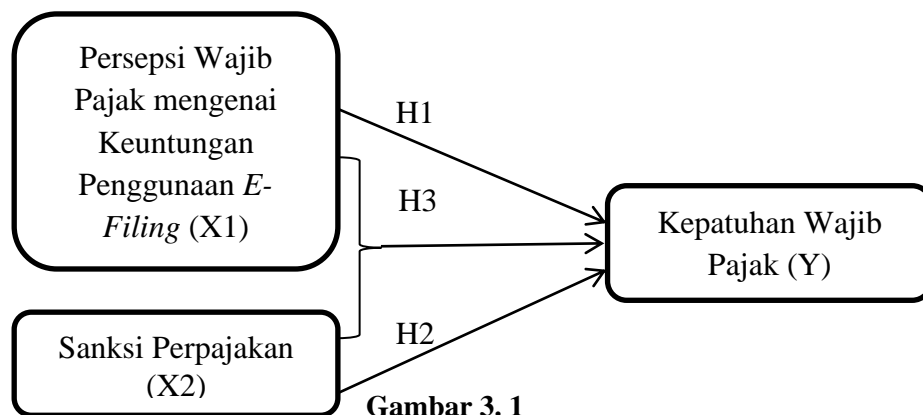 Persepsi Wajib
Pajak mengenai
Keuntungan
Penggunaan E-
Filing (X1)
H1
H3
Kepatuhan Wajib
Pajak (Y)
Sanksi Perpajakan
(X2)
H2
Gambar 3. 1